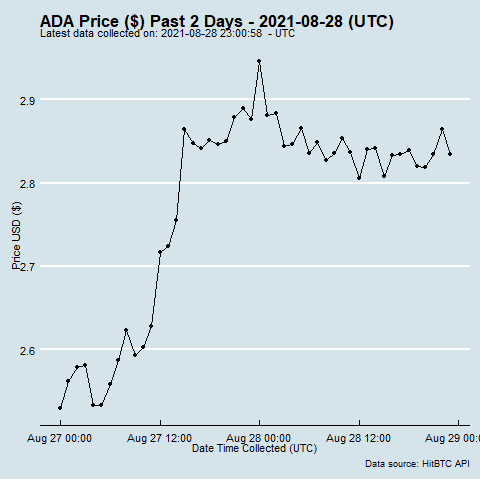 ADA Price ($) Past 2 Days - 2021-08-28 (UTC)
Latest data collected on: 2021-08-28 23:00:58 - UTC
2.9
2.8
2.7
2.6
Price USD ($)
Aug 27 00:00 Aug 27 12:00 Aug 28 00:00 Aug 28 12:00 Aug 29 00:
Date Time Collected (UTC)
Data source: HitBTC API